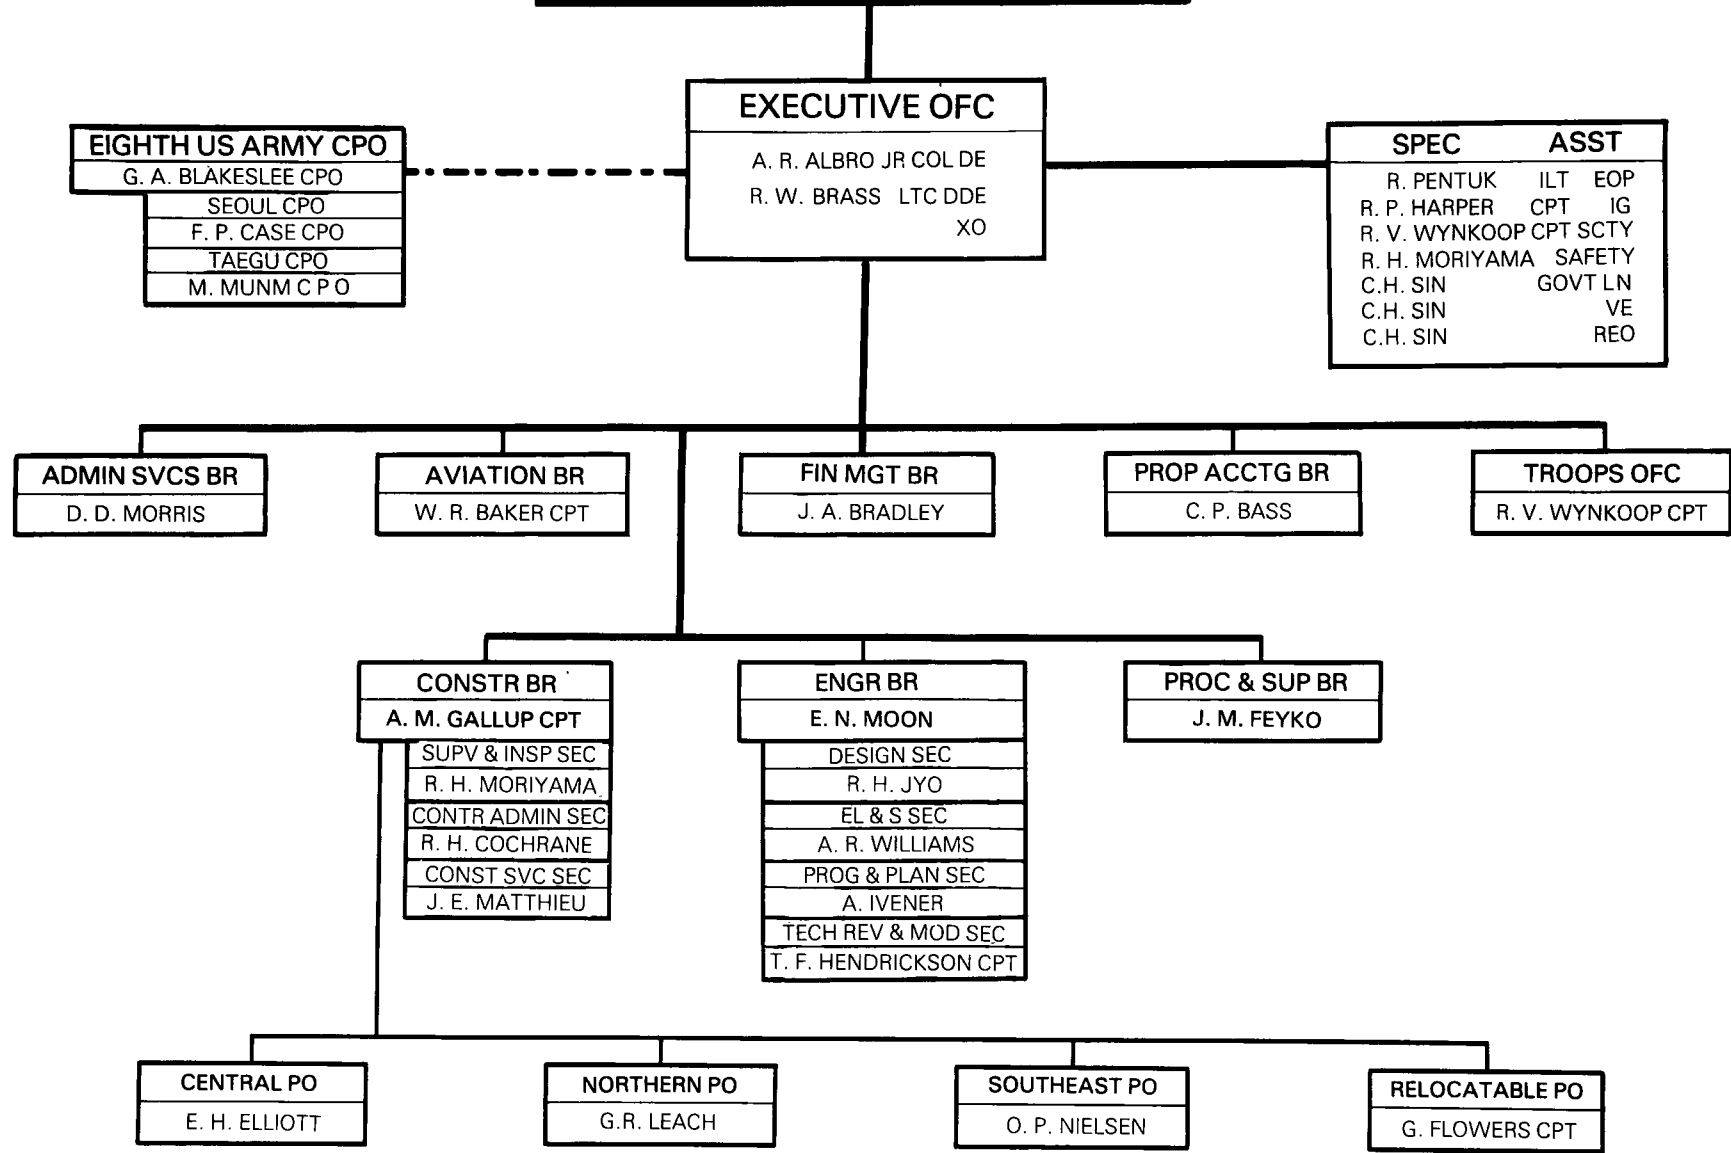 EXECUTIVE OFC
A. R. ALBRO JR COL DE
R. W. BRASS LTC DDE
XO
EIGHTH US ARMY CPO
G. A. BLAKESLEE CPO
SEOUL CPO
F. P. CASE CPO
TAEGU CPO
M. MUNM C P O
SPEC ASST
R. PENTUK ILT EOP
R. P. HARPER CPT IG
R. V. WYNKOOP CPT SCTY
R. H. MORIYAMA SAFETY
C.H. SIN GOVT LN
C.H. SIN VE
C.H. SIN REO
ADMIN SVCS BR
D. D. MORRIS
AVIATION BR
W. R. BAKER CPT
FIN MGT BR
J. A. BRADLEY
PROP ACCTG BR
C. P. BASS
TROOPS OFC
R. V. WYNKOOP CPT
CONSTR BR
A. M. GALLUP CPT
SUPV & INSP SEC
R. H. MORIYAMA
CONTR ADMIN SEC
R. H. COCHRANE
CONST SVC SEC
J. E. MATTHIEU
ENGR BR
E. N. MOON
DESIGN SEC
R. H. JYO
EL & S SEC
A. R. WILLIAMS
PROG & PLAN SEC
A. IVENER
TECH REV & MOD SEC
T. F. HENDRICKSON CPT
PROC & SUP BR
J. M. FEYKO
CENTRAL PO
E. H. ELLIOTT
NORTHERN PO
G.R. LEACH
SOUTHEAST PO
O. P. NIELSEN
RELOCATABLE PO
G. FLOWERS CPT